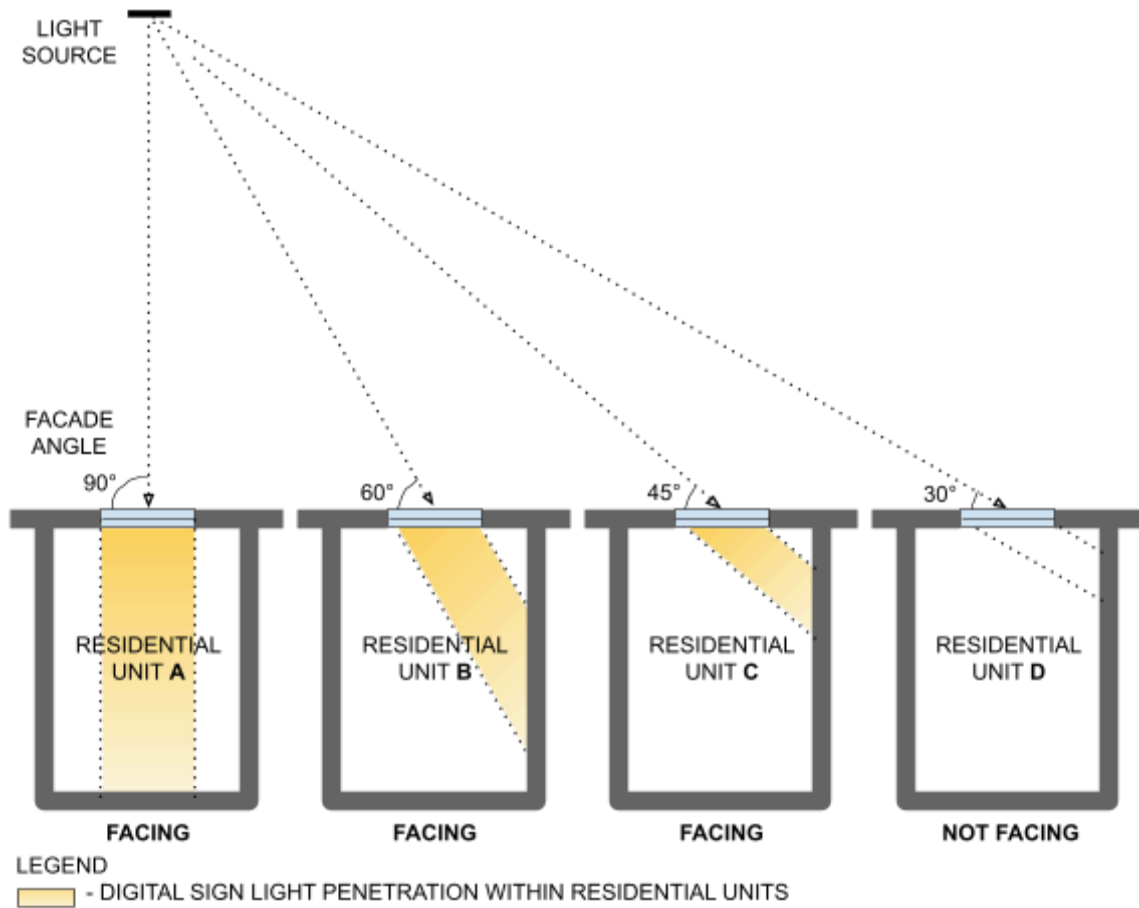 LIGHT
SOURCE
FACADE
ANGLE
90°
60°
45°
30°
RESIDENTIAL
UNIT A
RESIDENTIAL
UNIT B
RESIDENTIAL
UNIT C
RESIDENTIAL
UNIT D
FACING
FACING
FACING
NOT FACING
LEGEND
- DIGITAL SIGN LIGHT PENETRATION WITHIN RESIDENTIAL UNITS